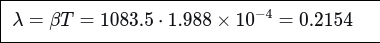 λ = βT = 1083.5 · 1.988 × 10⁻⁴ = 0.2154